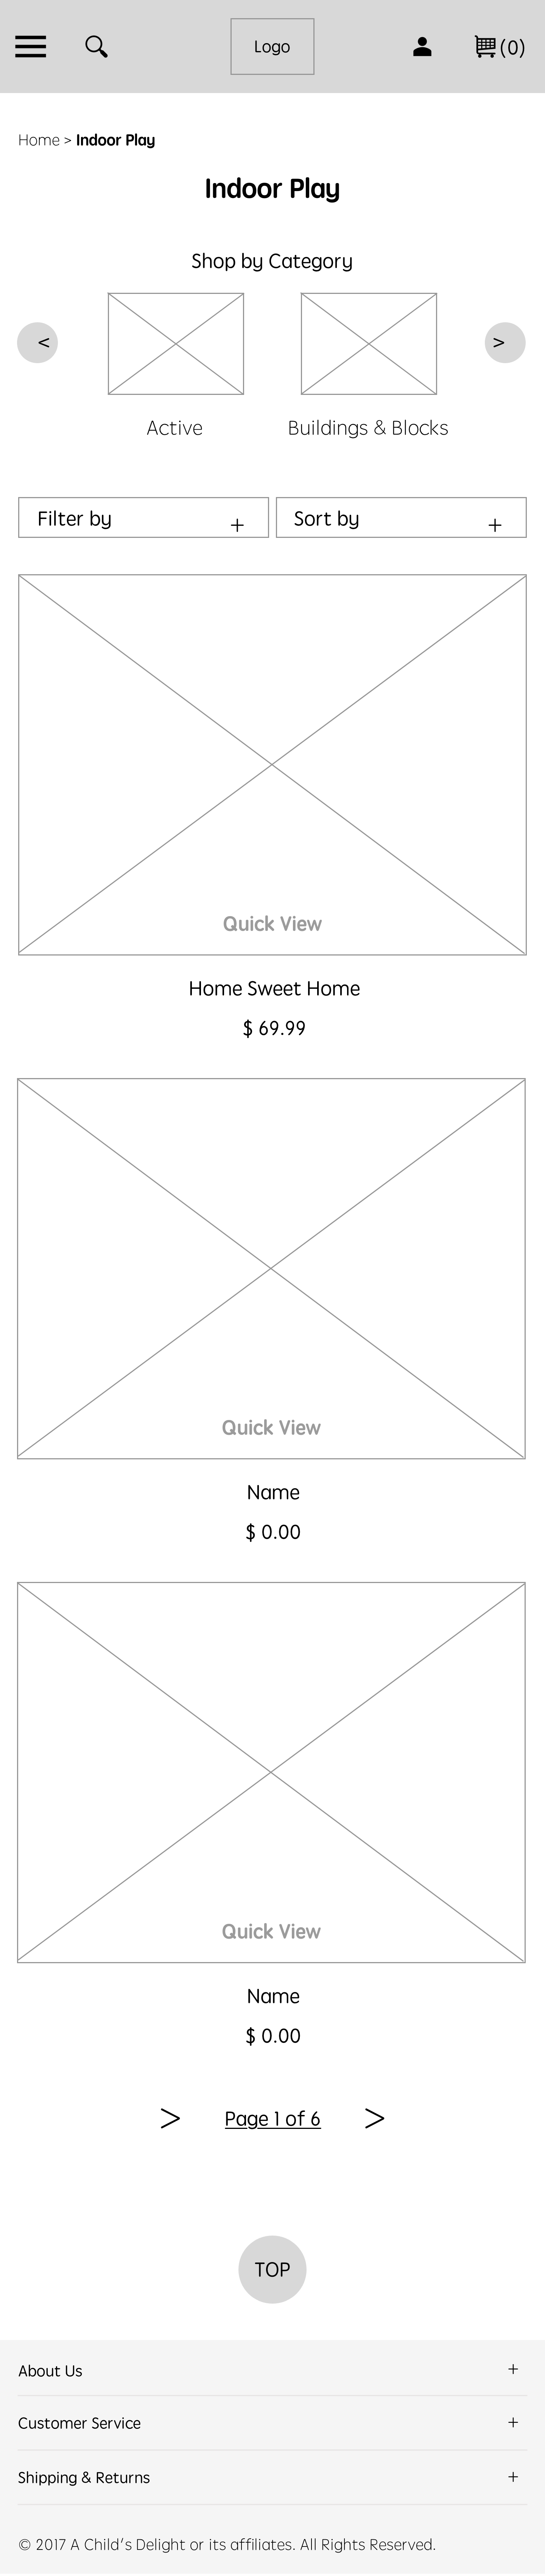 Logo
(0)
Home > Indoor Play
Indoor Play
Shop by Category
< >
Active Buildings & Blocks
Filter by + Sort by +
Quick View
Home Sweet Home
$ 69.99
Quick View
Name
$ 0.00
Quick View
Name
$ 0.00
> Page 1 of 6 >
TOP
About Us +
Customer Service +
Shipping & Returns +
© 2017 A Child’s Delight or its affiliates. All Rights Reserved.